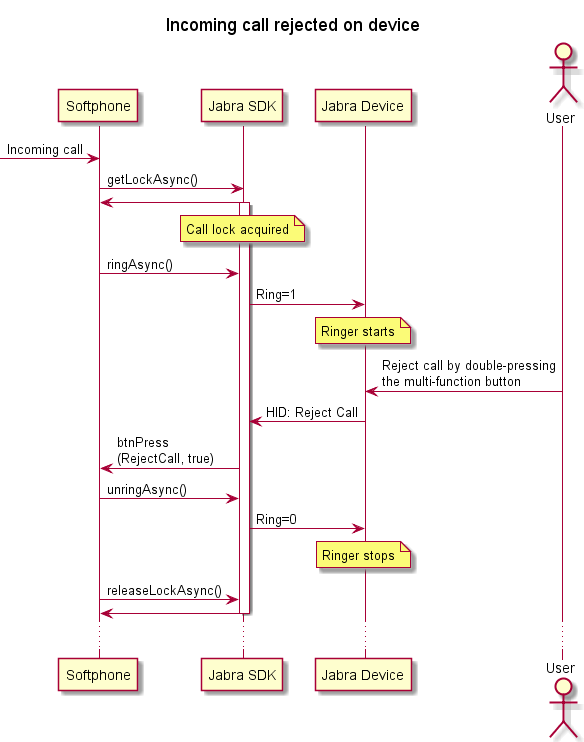 Incoming call rejected on device
User
Softphone
Jabra SDK
Jabra Device
Incoming call
getLockAsync()
Call lock acquired
ringAsync()
Ring=1
Ringer starts
Reject call by double-pressing
the multi-function button
HID: Reject Call
btnPress
(RejectCall, true)
unringAsync()
Ring=0
Ringer stops
releaseLockAsync()
Softphone
Jabra SDK
Jabra Device
User